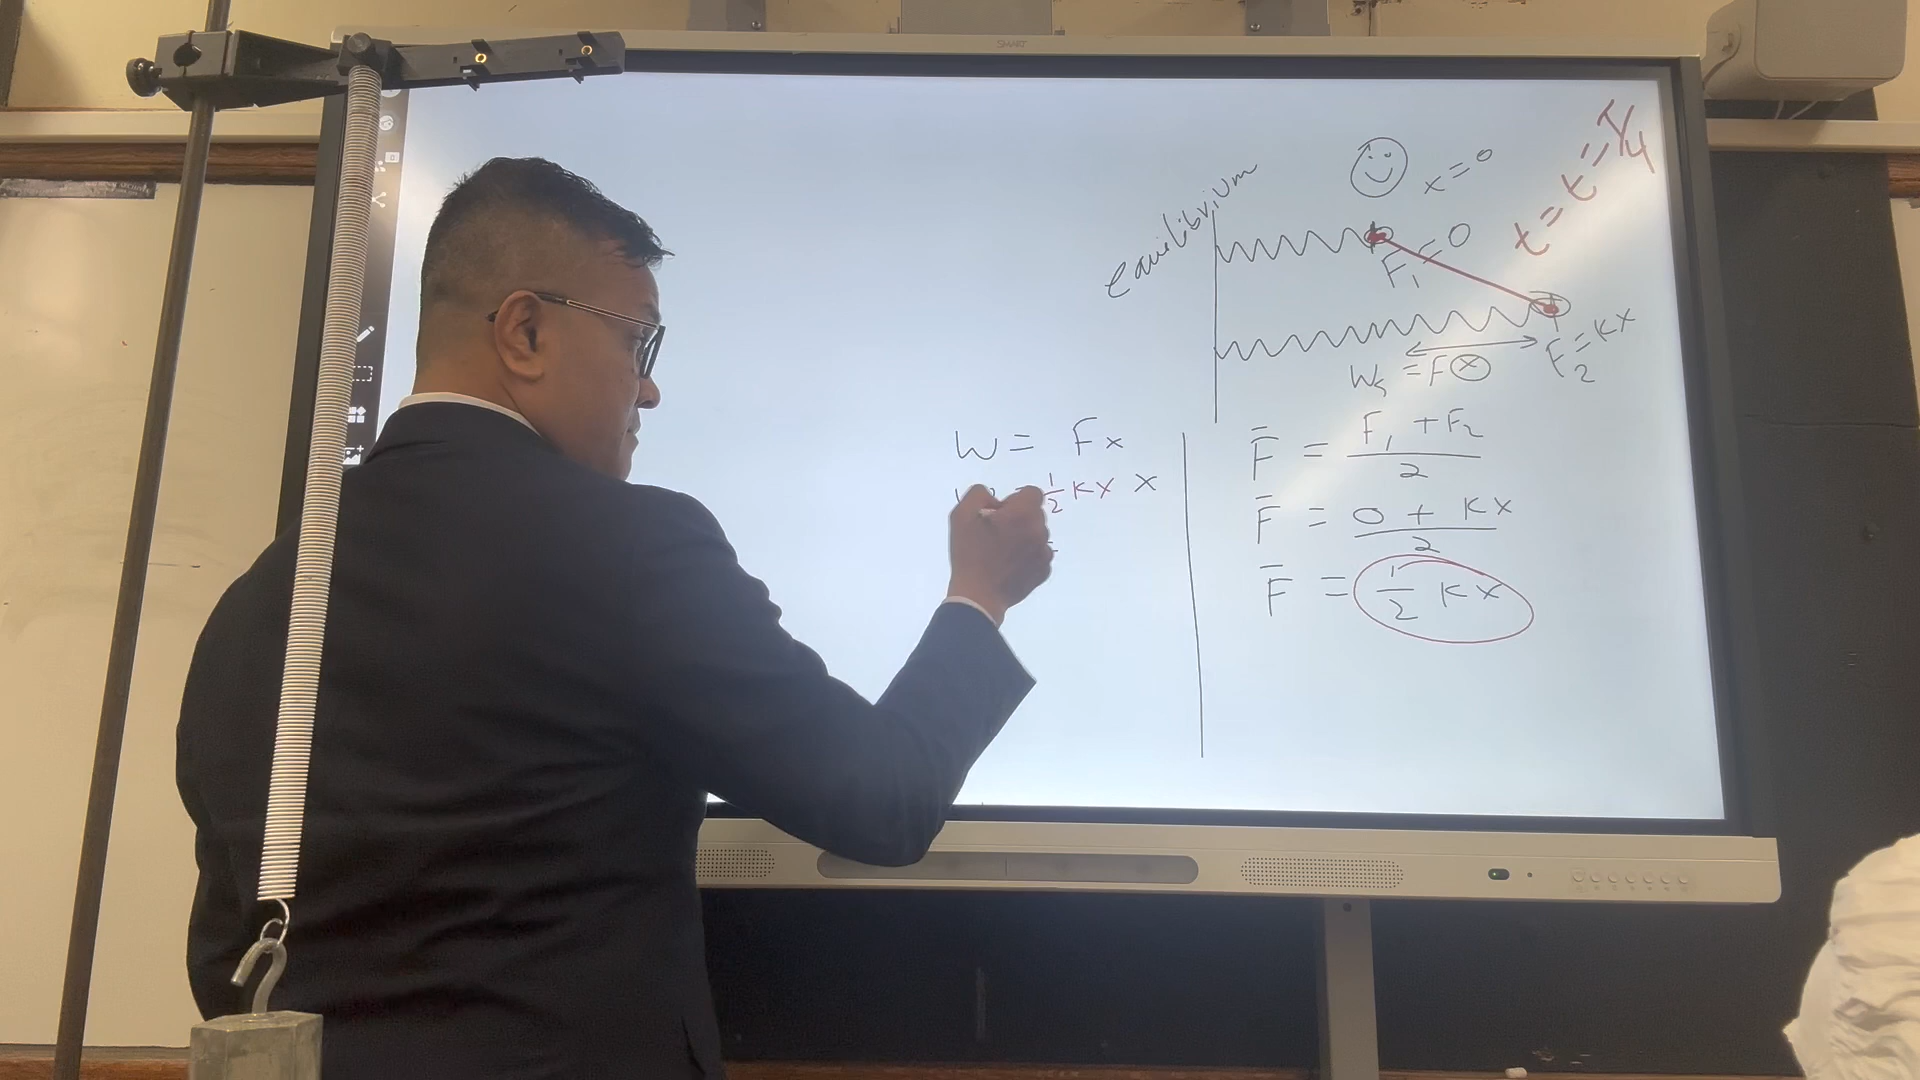 SMART
equilibrium
x = 0
t = t = T/4
F₁ = 0
F₂ = Kx
Wₛ = Fx
W = Fx
= 1/2 Kx x
F̄ = F₁ + F₂ / 2
F̄ = 0 + Kx / 2
F̄ = 1/2 Kx